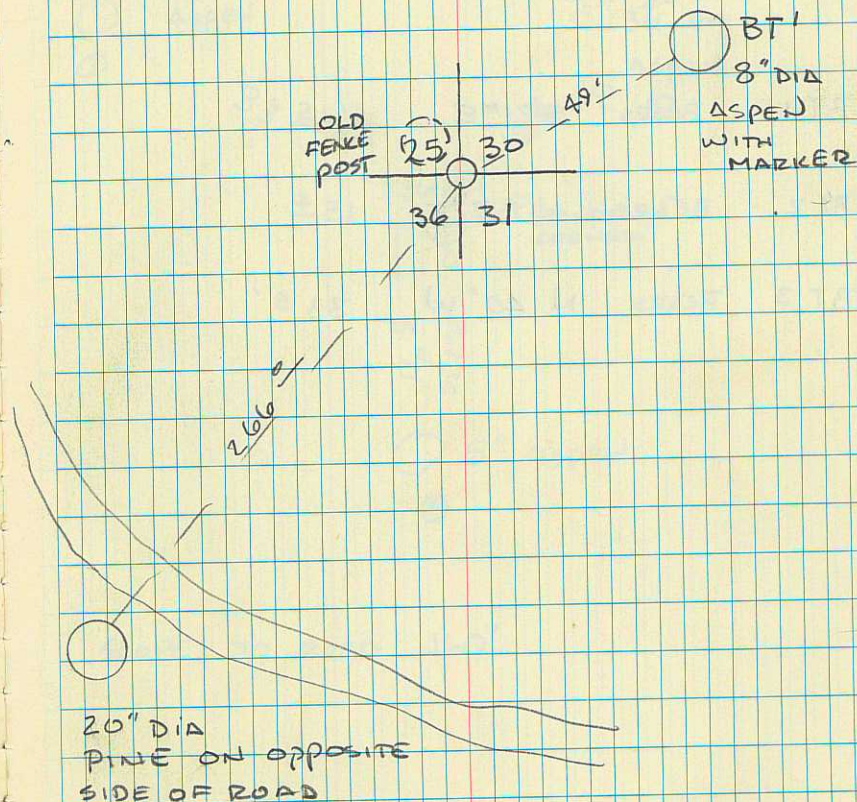 BT'
8" DIA
ASPEN
WITH
MARKER
49'
OLD
FENCE
POST
(25) 30
36 31
266
20" DIA
PINE ON OPPOSITE
SIDE OF ROAD